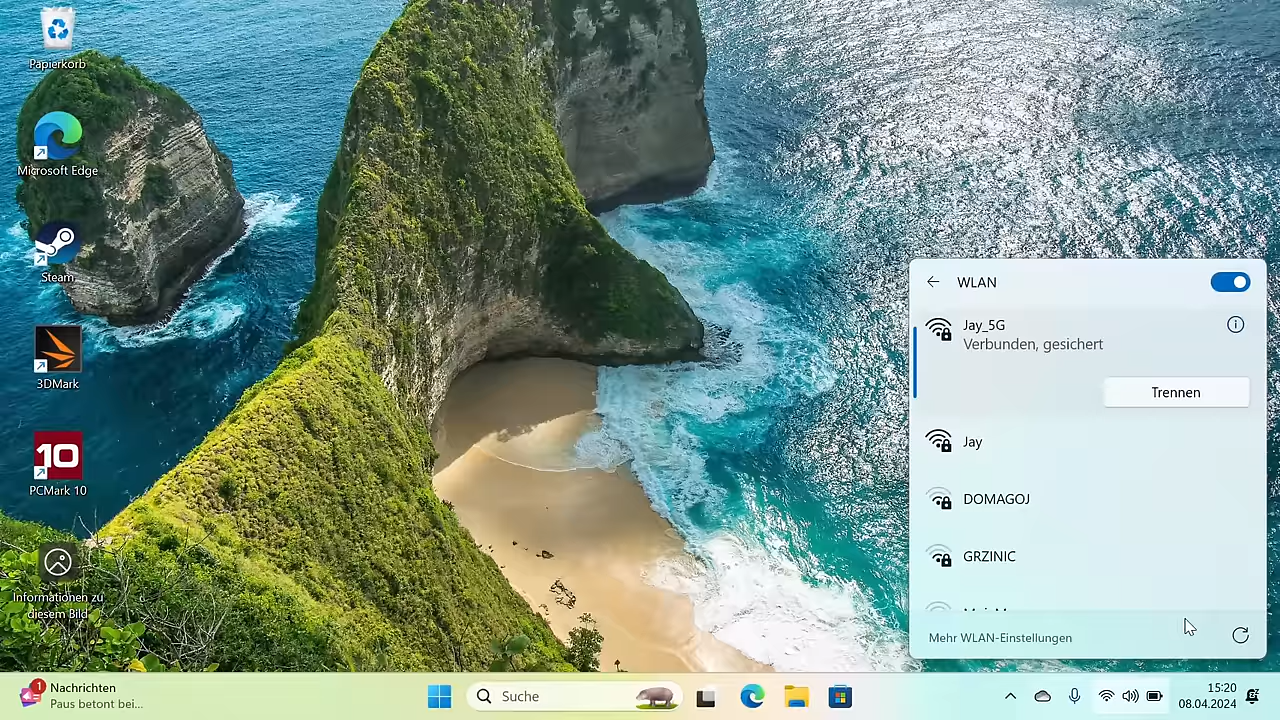 Papierkorb
Microsoft Edge
Steam
3DMark
10
PCMark 10
Informationen zu
diesem Bild
WLAN
Jay_5G
Verbunden, gesichert
Trennen
Jay
DOMAGOJ
GRZINIC
Mehr WLAN-Einstellungen
1
Nachrichten
Paus betont bei...
Suche
15:20
08.04.2024